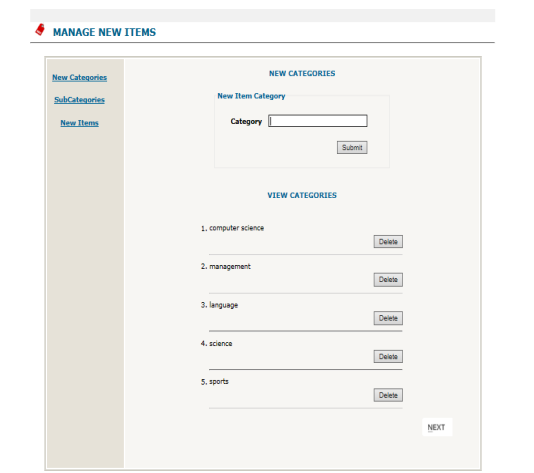 MANAGE NEW ITEMS
New Categories
SubCategories
New Items
NEW CATEGORIES
New Item Category
Category
Submit
VIEW CATEGORIES
1. computer science
Delete
2. management
Delete
3. language
Delete
4. science
Delete
5. sports
Delete
NEXT